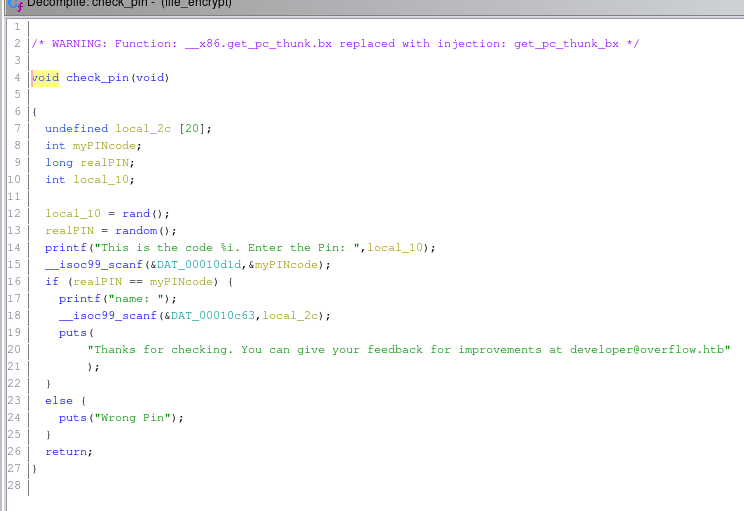 Decompile: check_pin - (file_encrypt)
1
2 /* WARNING: Function: __x86.get_pc_thunk.bx replaced with injection: get_pc_thunk_bx */
3
4 void check_pin(void)
5
6 {
7 undefined local_2c [20];
8 int myPINcode;
9 long realPIN;
10 int local_10;
11
12 local_10 = rand();
13 realPIN = random();
14 printf("This is the code %i. Enter the Pin: ",local_10);
15 __isoc99_scanf(&DAT_00010d1d,&myPINcode);
16 if (realPIN == myPINcode) {
17 printf("name: ");
18 __isoc99_scanf(&DAT_00010c63,local_2c);
19 puts(
20 "Thanks for checking. You can give your feedback for improvements at developer@overflow.htb"
21 );
22 }
23 else {
24 puts("Wrong Pin");
25 }
26 return;
27 }
28